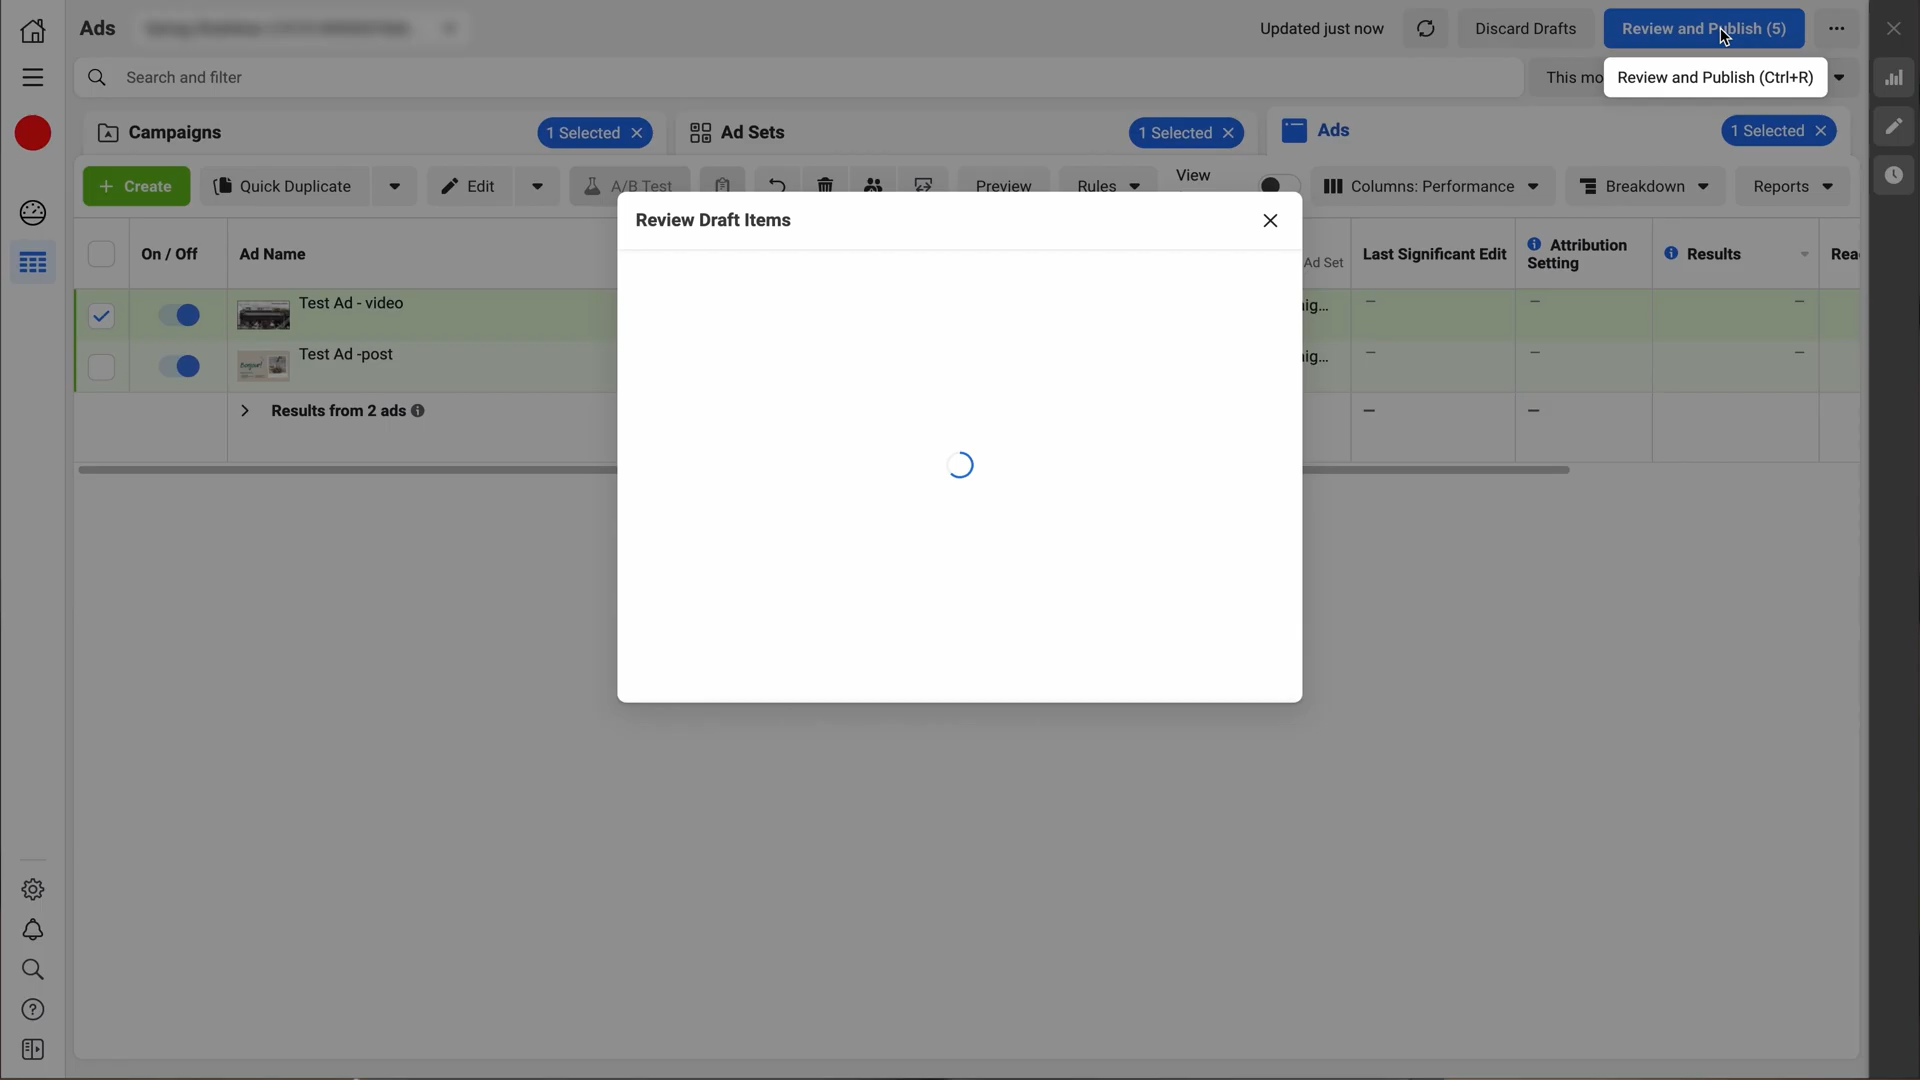 Ads
Updated just now
Discard Drafts
Review and Publish (5)
Search and filter
This mo
Review and Publish (Ctrl+R)
Campaigns
1 Selected
Ad Sets
1 Selected
Ads
1 Selected
Create
Quick Duplicate
Edit
A/B Test
Preview
Rules
View
Columns: Performance
Breakdown
Reports
Review Draft Items
On / Off
Ad Name
Ad Set
Last Significant Edit
Attribution
Setting
Results
Rea
Test Ad - video
aig...
—
—
—
Test Ad -post
aig...
—
—
—
Results from 2 ads
—
—